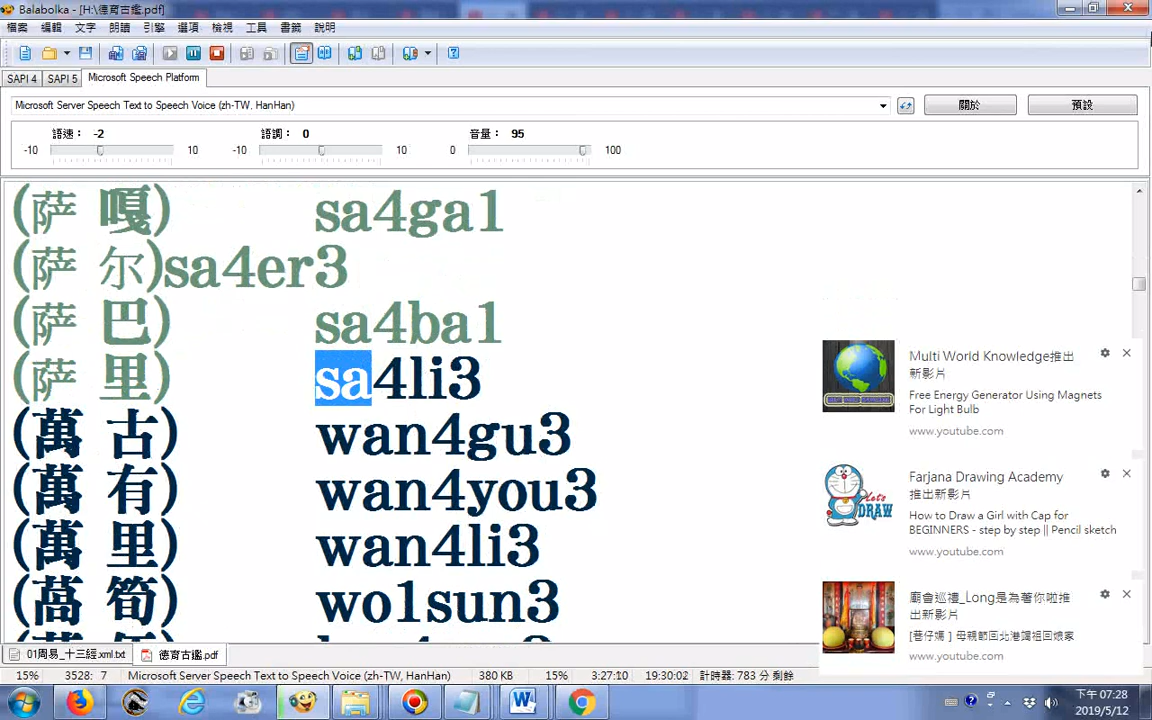 Balabolka - [H:\德育古鑑.pdf]
檔案 編輯 文字 朗讀 引擎 選項 檢視 工具 書籤 說明
SAPI 4 SAPI 5 Microsoft Speech Platform
Microsoft Server Speech Text to Speech Voice (zh-TW, HanHan) 關於 預設
語速： -2 語調： 0 音量： 95
-10 10 -10 10 0 100
(萨 嘎) sa4ga1
(萨 尔)sa4er3
(萨 巴) sa4ba1
(萨 里) sa4li3
(萬 古) wan4gu3
(萬 有) wan4you3
(萬 里) wan4li3
(萵 筍) wo1sun3
Multi World Knowledge推出
新影片
Free Energy Generator Using Magnets
For Light Bulb
www.youtube.com
Farjana Drawing Academy
推出新影片
How to Draw a Girl with Cap for
BEGINNERS - step by step || Pencil sketch
www.youtube.com
Let's
DRAW
廟會巡禮_Long是為著你啦推
出新影片
[巷仔媽 ] 母親節回北港
www.youtube.com
01周易_十三經.xml.txt 德育古鑑.pdf
15% 3528: 7 Microsoft Server Speech Text to Speech Voice (zh-TW, HanHan) 380 KB 15% 3:27:10 19:30:02 計時器: 783 分 剩餘
下午 07:28
2019/5/12